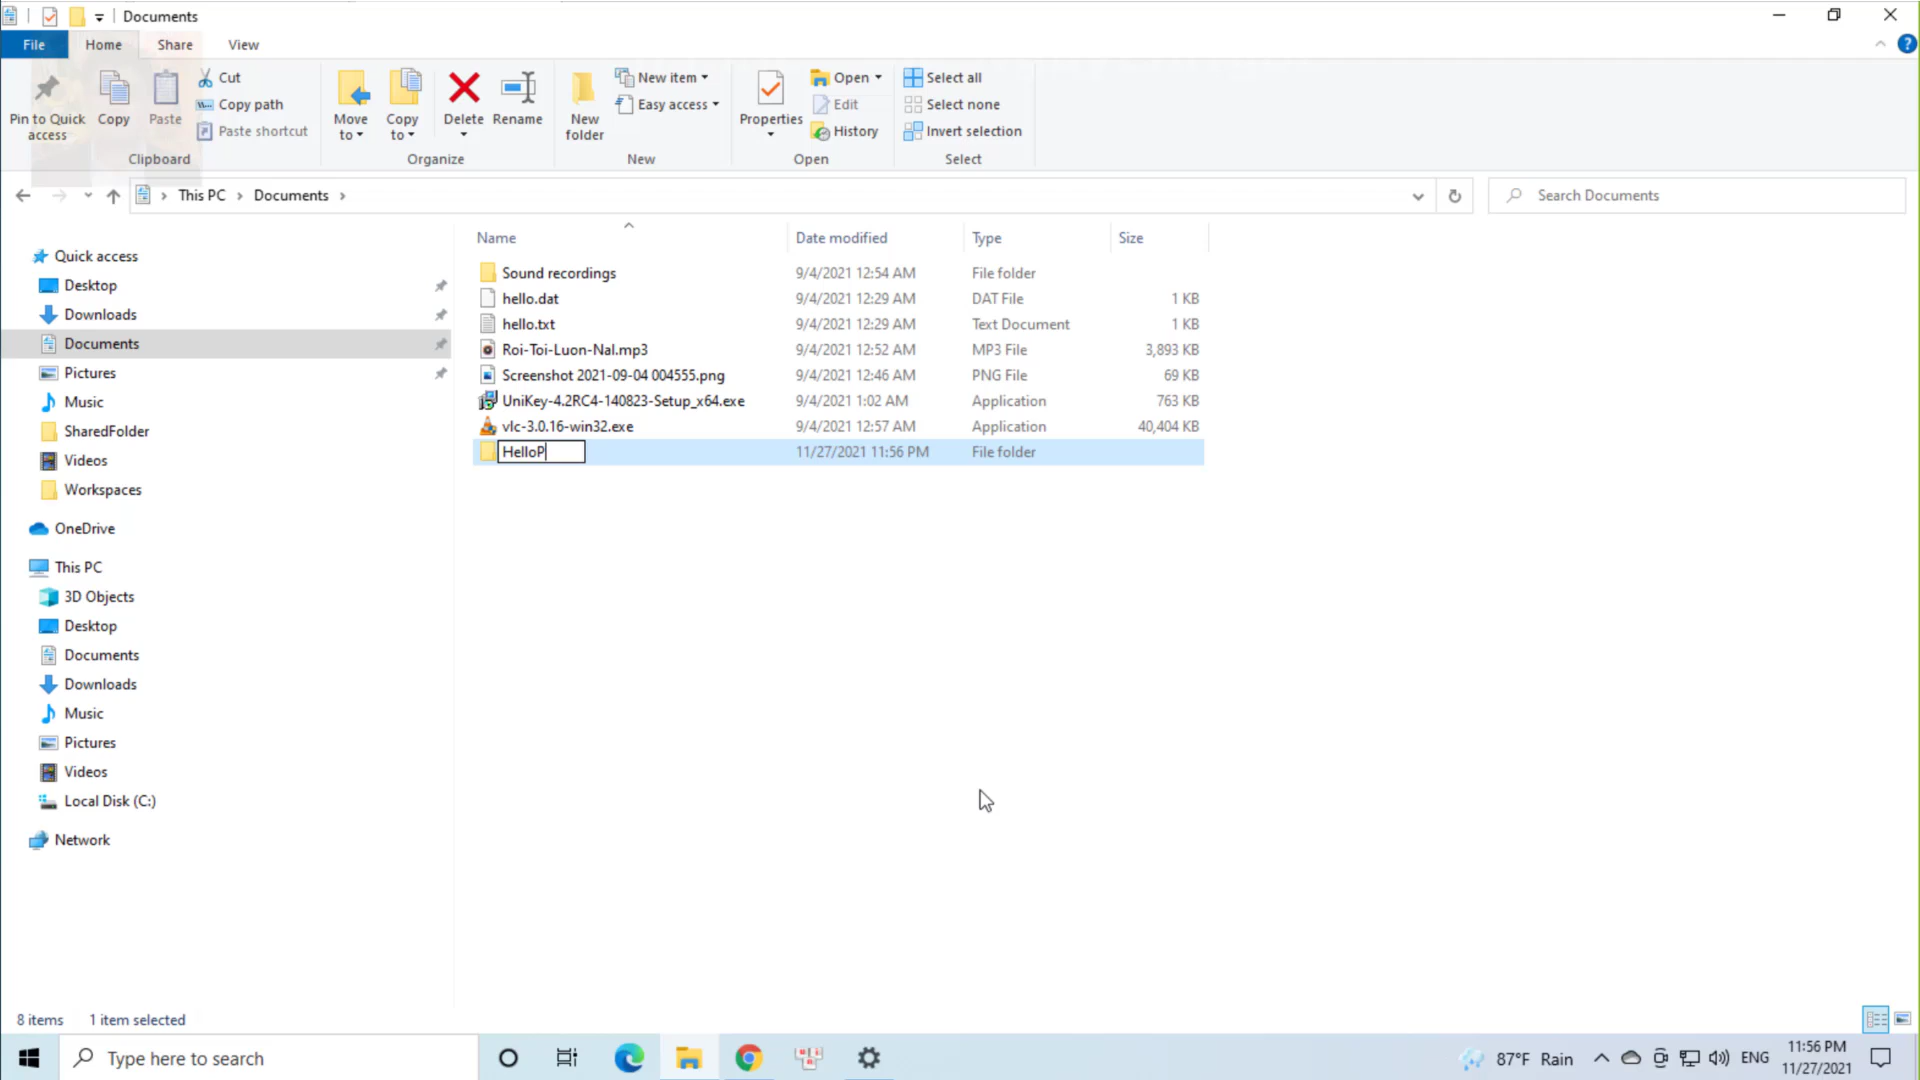 Documents
File Home Share View
Pin to Quick access
Copy
Paste
Cut
Copy path
Paste shortcut
Clipboard
Move to
Copy to
Delete
Rename
Organize
New folder
New item
Easy access
New
Properties
Open
Edit
History
Open
Select all
Select none
Invert selection
Select
This PC > Documents >
Search Documents
Name Date modified Type Size
Sound recordings 9/4/2021 12:54 AM File folder
hello.dat 9/4/2021 12:29 AM DAT File 1 KB
hello.txt 9/4/2021 12:29 AM Text Document 1 KB
Roi-Toi-Luon-Nal.mp3 9/4/2021 12:52 AM MP3 File 3,893 KB
Screenshot 2021-09-04 004555.png 9/4/2021 12:46 AM PNG File 69 KB
UniKey-4.2RC4-140823-Setup_x64.exe 9/4/2021 1:02 AM Application 763 KB
vlc-3.0.16-win32.exe 9/4/2021 12:57 AM Application 40,404 KB
HelloP 11/27/2021 11:56 PM File folder
Quick access
Desktop
Downloads
Documents
Pictures
Music
SharedFolder
Videos
Workspaces
OneDrive
This PC
3D Objects
Desktop
Documents
Downloads
Music
Pictures
Videos
Local Disk (C:)
Network
8 items 1 item selected
Type here to search
87°F Rain
ENG
11:56 PM
11/27/2021